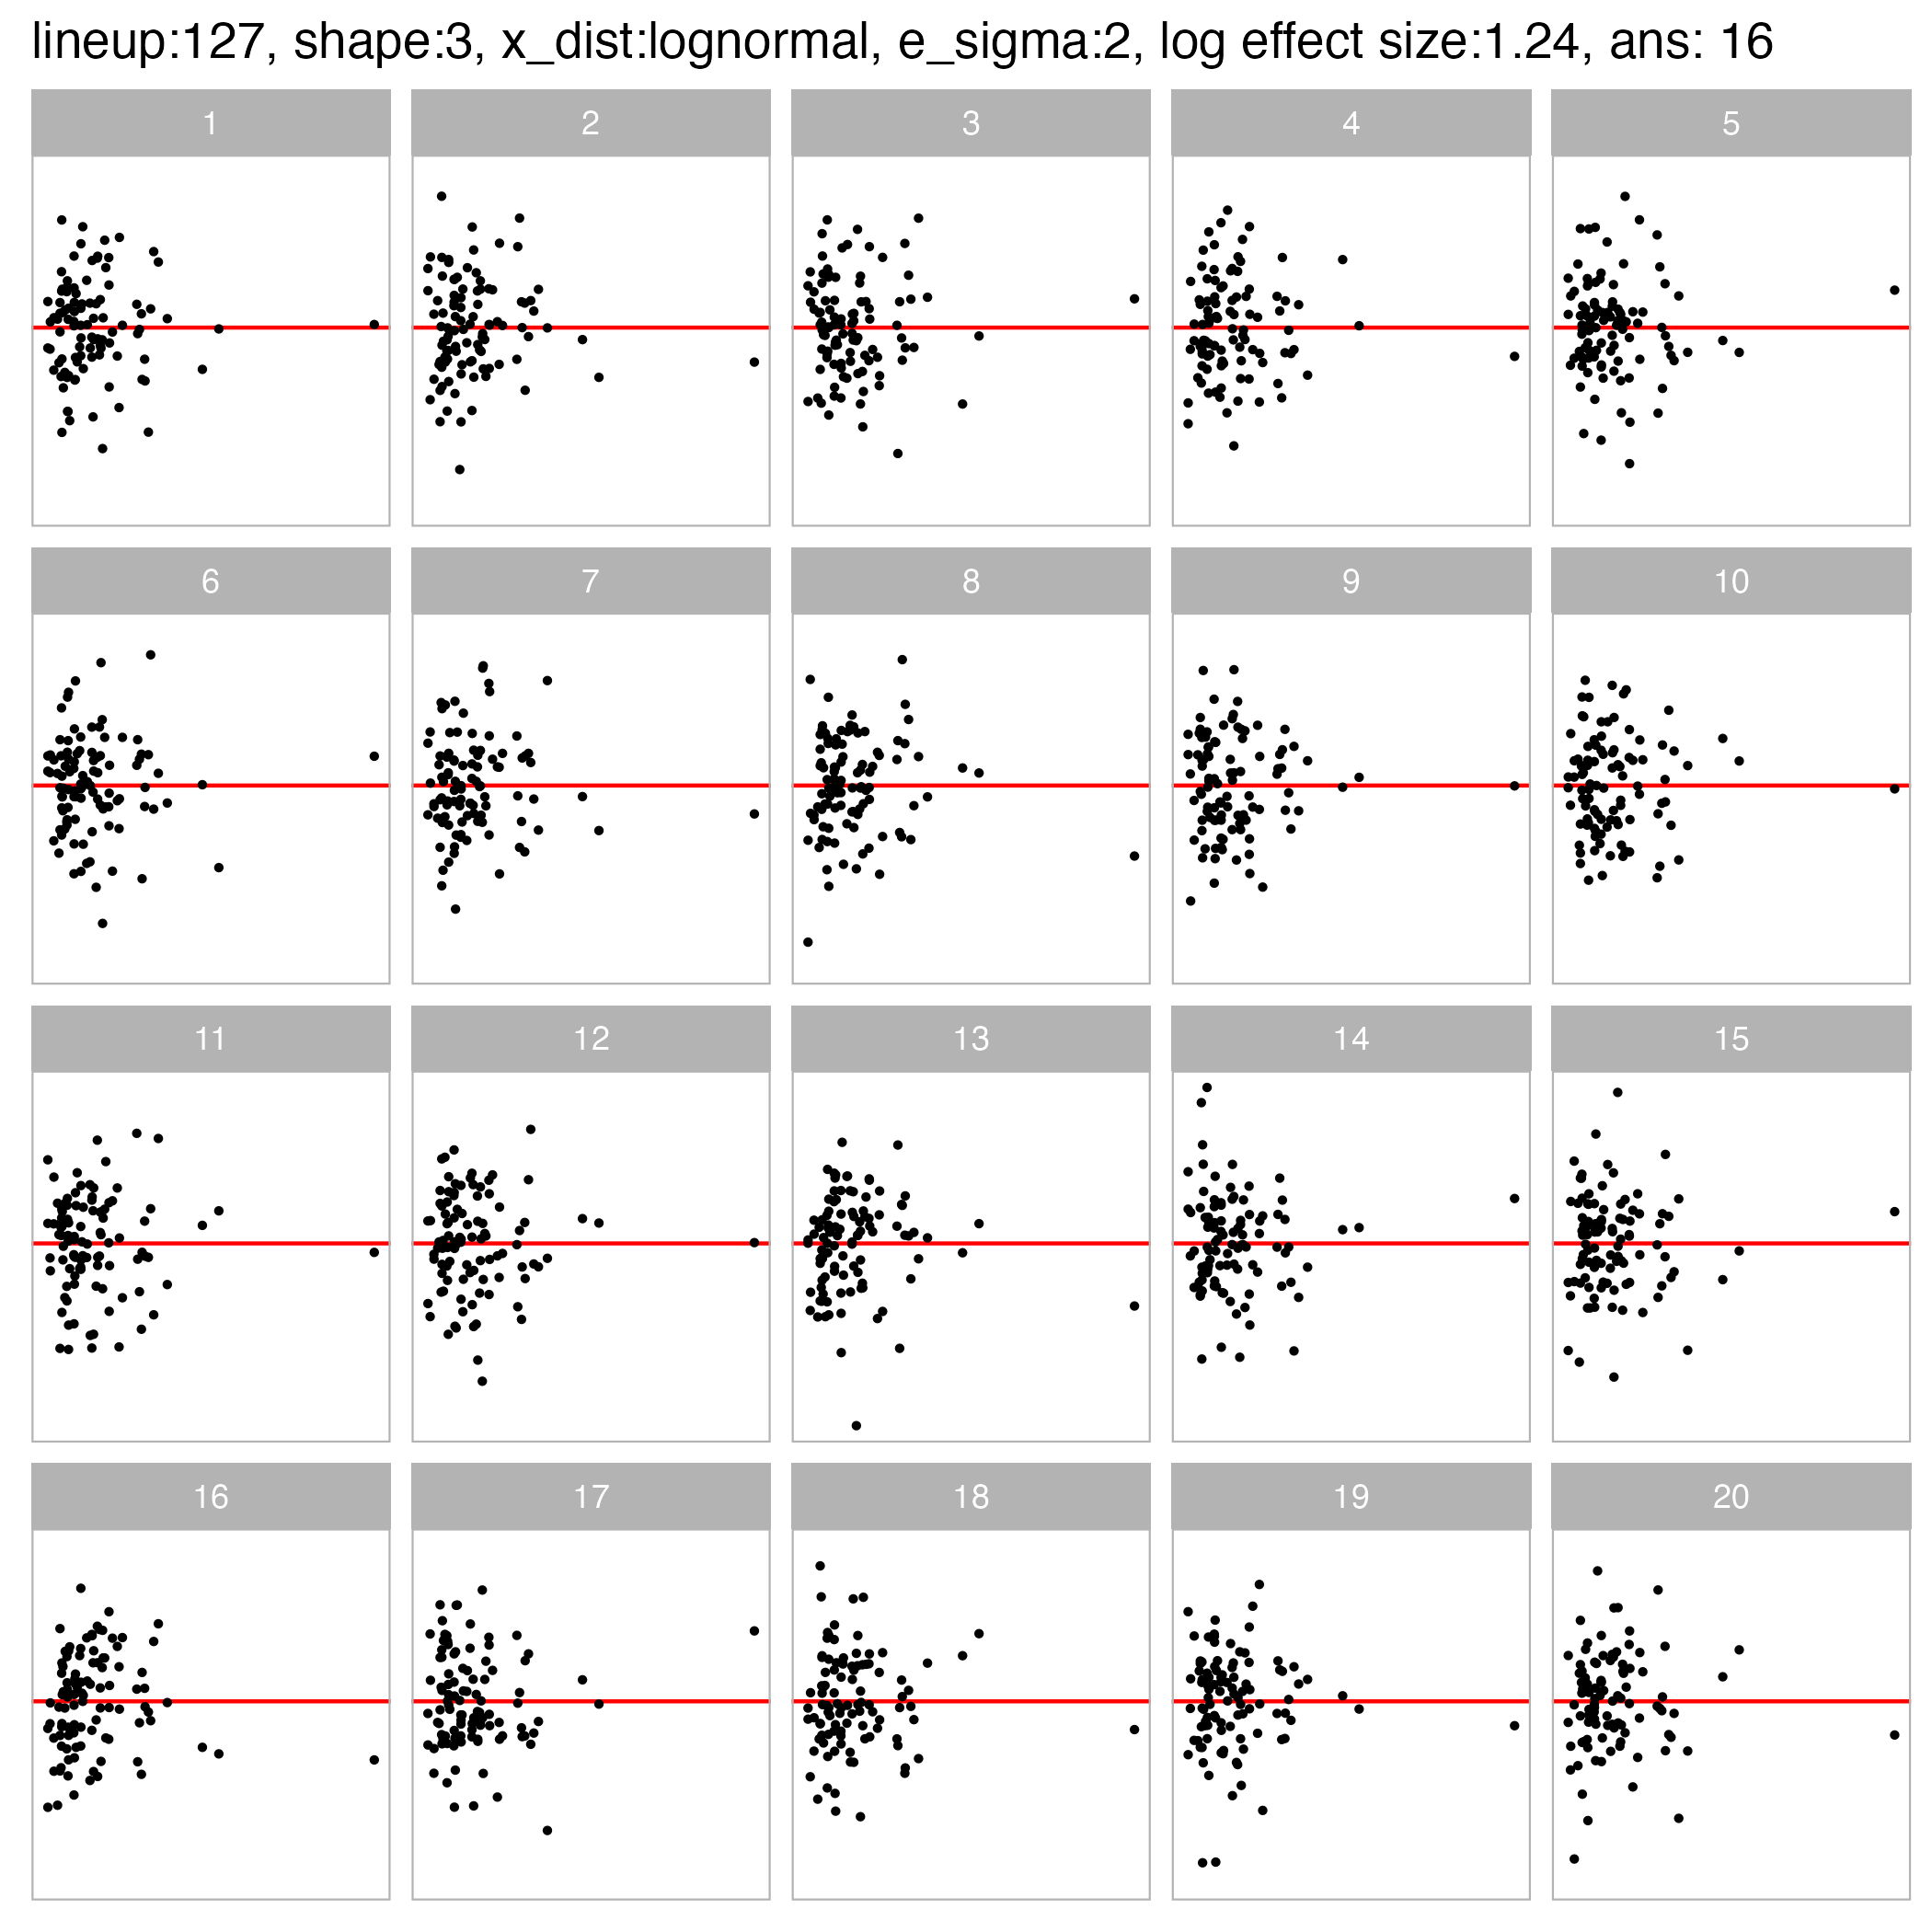 lineup:127, shape:3, x_dist:lognormal, e_sigma:2, log effect size:1.24, ans: 16
1 2 3 4 5
6 7 8 9 10
11 12 13 14 15
16 17 18 19 20